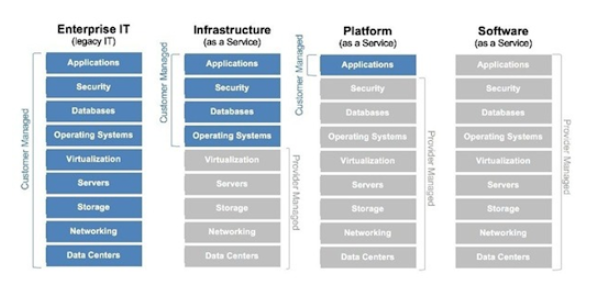 Enterprise IT
(legacy IT)
Customer Managed
Applications
Security
Databases
Operating Systems
Virtualization
Servers
Storage
Networking
Data Centers
Infrastructure
(as a Service)
Customer Managed
Applications
Security
Databases
Operating Systems
Virtualization
Servers
Storage
Networking
Data Centers
Provider Managed
Platform
(as a Service)
Customer Managed
Applications
Security
Databases
Operating Systems
Virtualization
Servers
Storage
Networking
Data Centers
Provider Managed
Software
(as a Service)
Applications
Security
Databases
Operating Systems
Virtualization
Servers
Storage
Networking
Data Centers
Provider Managed